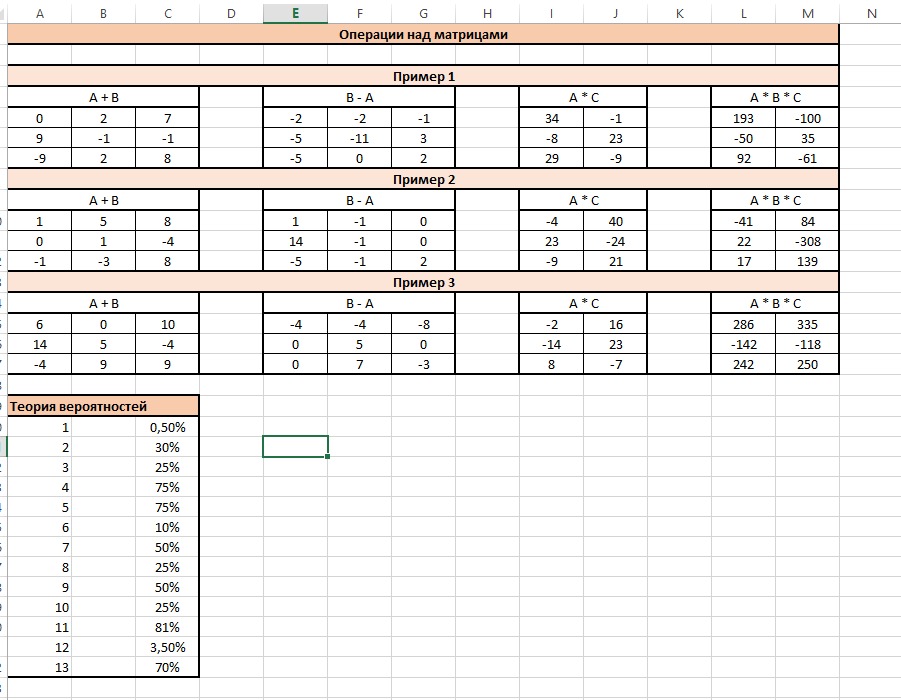 A B C D E F G H I J K L M N
Операции над матрицами
Пример 1
A + B B - A A * C A * B * C
0 2 7 -2 -2 -1 34 -1 193 -100
9 -1 -1 -5 -11 3 -8 23 -50 35
-9 2 8 -5 0 2 29 -9 92 -61
Пример 2
A + B B - A A * C A * B * C
1 5 8 1 -1 0 -4 40 -41 84
0 1 -4 14 -1 0 23 -24 22 -308
-1 -3 8 -5 -1 2 -9 21 17 139
Пример 3
A + B B - A A * C A * B * C
6 0 10 -4 -4 -8 -2 16 286 335
14 5 -4 0 5 0 -14 23 -142 -118
-4 9 9 0 7 -3 8 -7 242 250
Теория вероятностей
1 0,50%
2 30%
3 25%
4 75%
5 75%
6 10%
7 50%
8 25%
9 50%
10 25%
11 81%
12 3,50%
13 70%